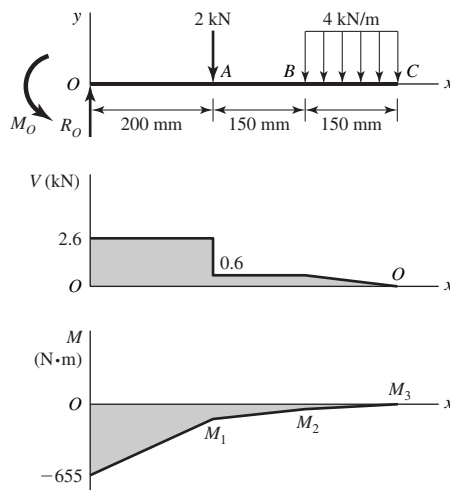 y
2 kN
4 kN/m
A
B
C
O
x
M_O
R_O
200 mm
150 mm
150 mm
V (kN)
2.6
0.6
O
O
x
M
(N•m)
O
M_3
x
M_1
M_2
−655